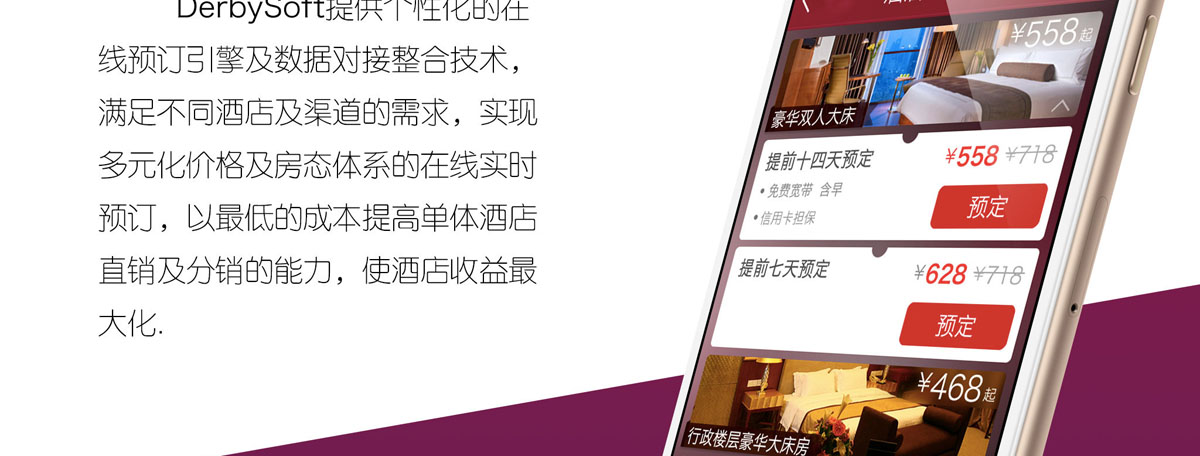 DerbySoft提供个性化的在
线预订引擎及数据对接整合技术，
满足不同酒店及渠道的需求，实现
多元化价格及房态体系的在线实时
预订，以最低的成本提高单体酒店
直销及分销的能力，使酒店收益最
大化.
¥558起
豪华双人大床
提前十四天预定
¥558 ¥718
• 免费宽带 含早
• 信用卡担保
预定
提前七天预定
¥628 ¥718
预定
¥468起
行政楼层豪华大床房